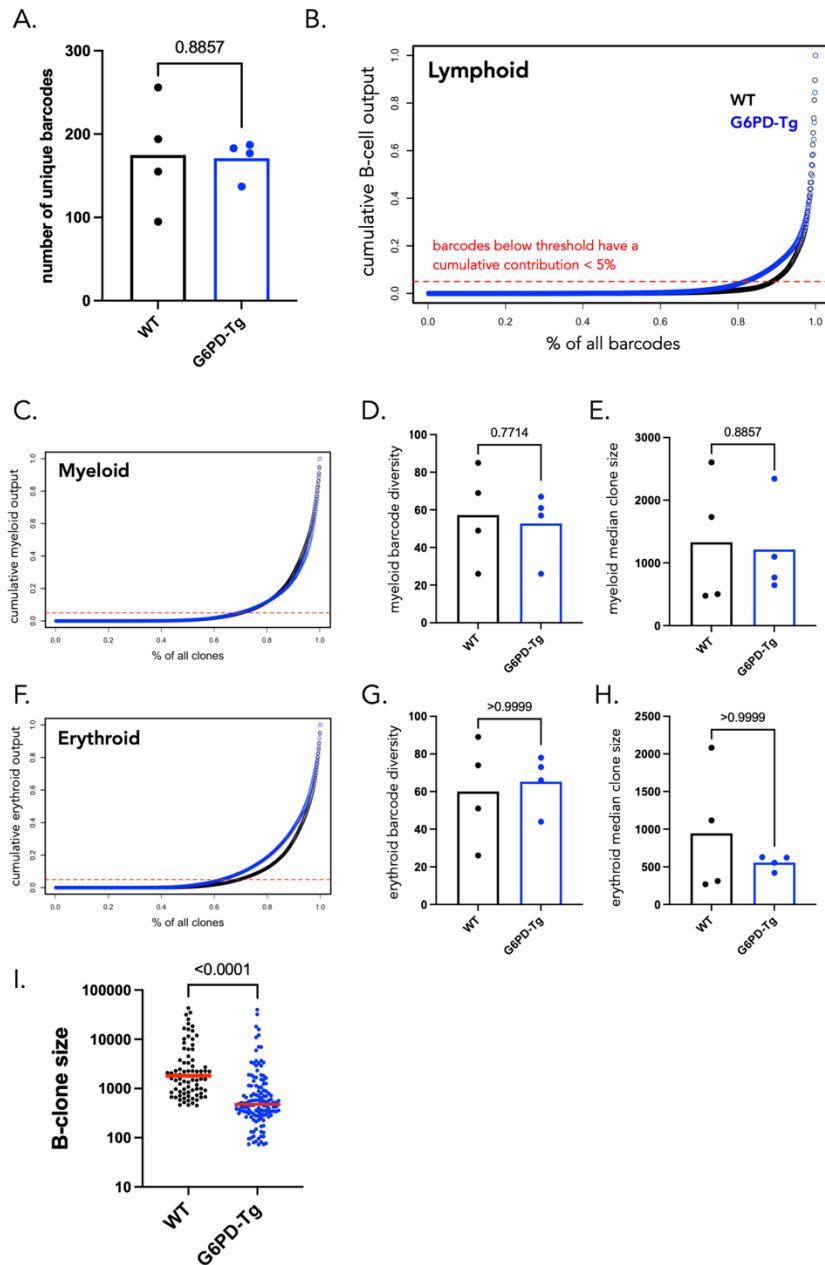 A.
0.8857
number of unique barcodes
300
200
100
0
WT
G6PD-Tg
B.
Lymphoid
WT
G6PD-Tg
cumulative B-cell output
1.0
0.8
0.6
0.4
0.2
0.0
barcodes below threshold have a
cumulative contribution < 5%
0.0 0.2 0.4 0.6 0.8 1.0
% of all barcodes
C.
Myeloid
cumulative myeloid output
1.0
0.8
0.6
0.4
0.2
0.0
0.0 0.2 0.4 0.6 0.8 1.0
% of all clones
D.
0.7714
myeloid barcode diversity
100
80
60
40
20
0
WT
G6PD-Tg
E.
0.8857
myeloid median clone size
3000
2000
1000
0
WT
G6PD-Tg
F.
Erythroid
cumulative erythroid output
1.0
0.8
0.6
0.4
0.2
0.0
0.0 0.2 0.4 0.6 0.8 1.0
% of all clones
G.
>0.9999
erythroid barcode diversity
100
80
60
40
20
0
WT
G6PD-Tg
H.
>0.9999
erythroid median clone size
2500
2000
1500
1000
500
0
WT
G6PD-Tg
I.
<0.0001
B-clone size
100000
10000
1000
100
10
WT
G6PD-Tg